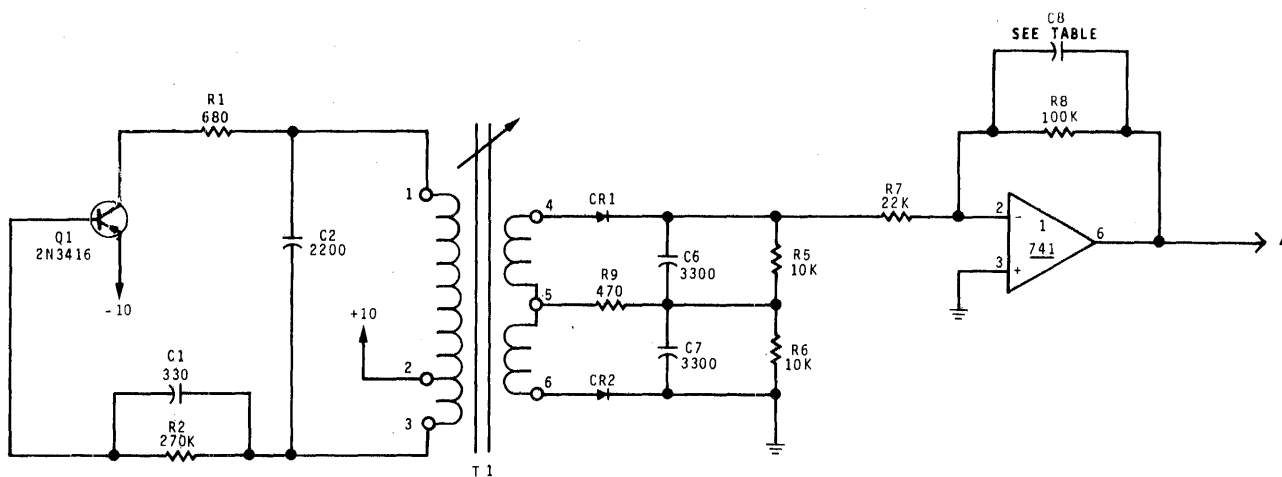 C8
SEE TABLE
R8
100K
R1
680
1
4
CR1
R7
22K
2
-
1
741
6
3
+
Q1
2N3416
-10
C2
2200
C6
3300
R5
10K
R9
470
5
+10
2
C7
3300
R6
10K
C1
330
R2
270K
3
6
CR2
T1